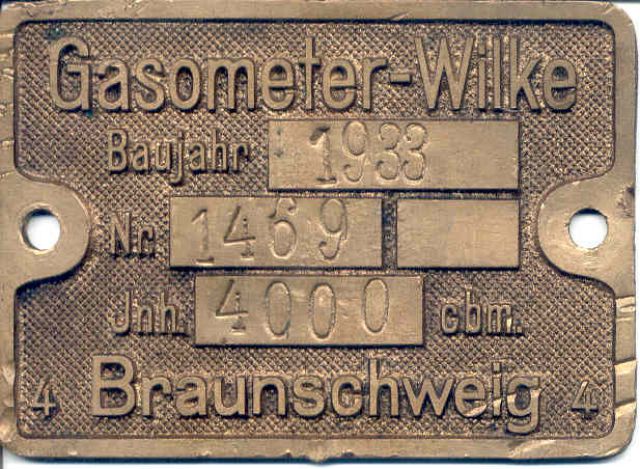 Gasometer-Wilke
Baujahr 1933
Nr. 1469
Jnh. 4000 cbm.
4 Braunschweig 4